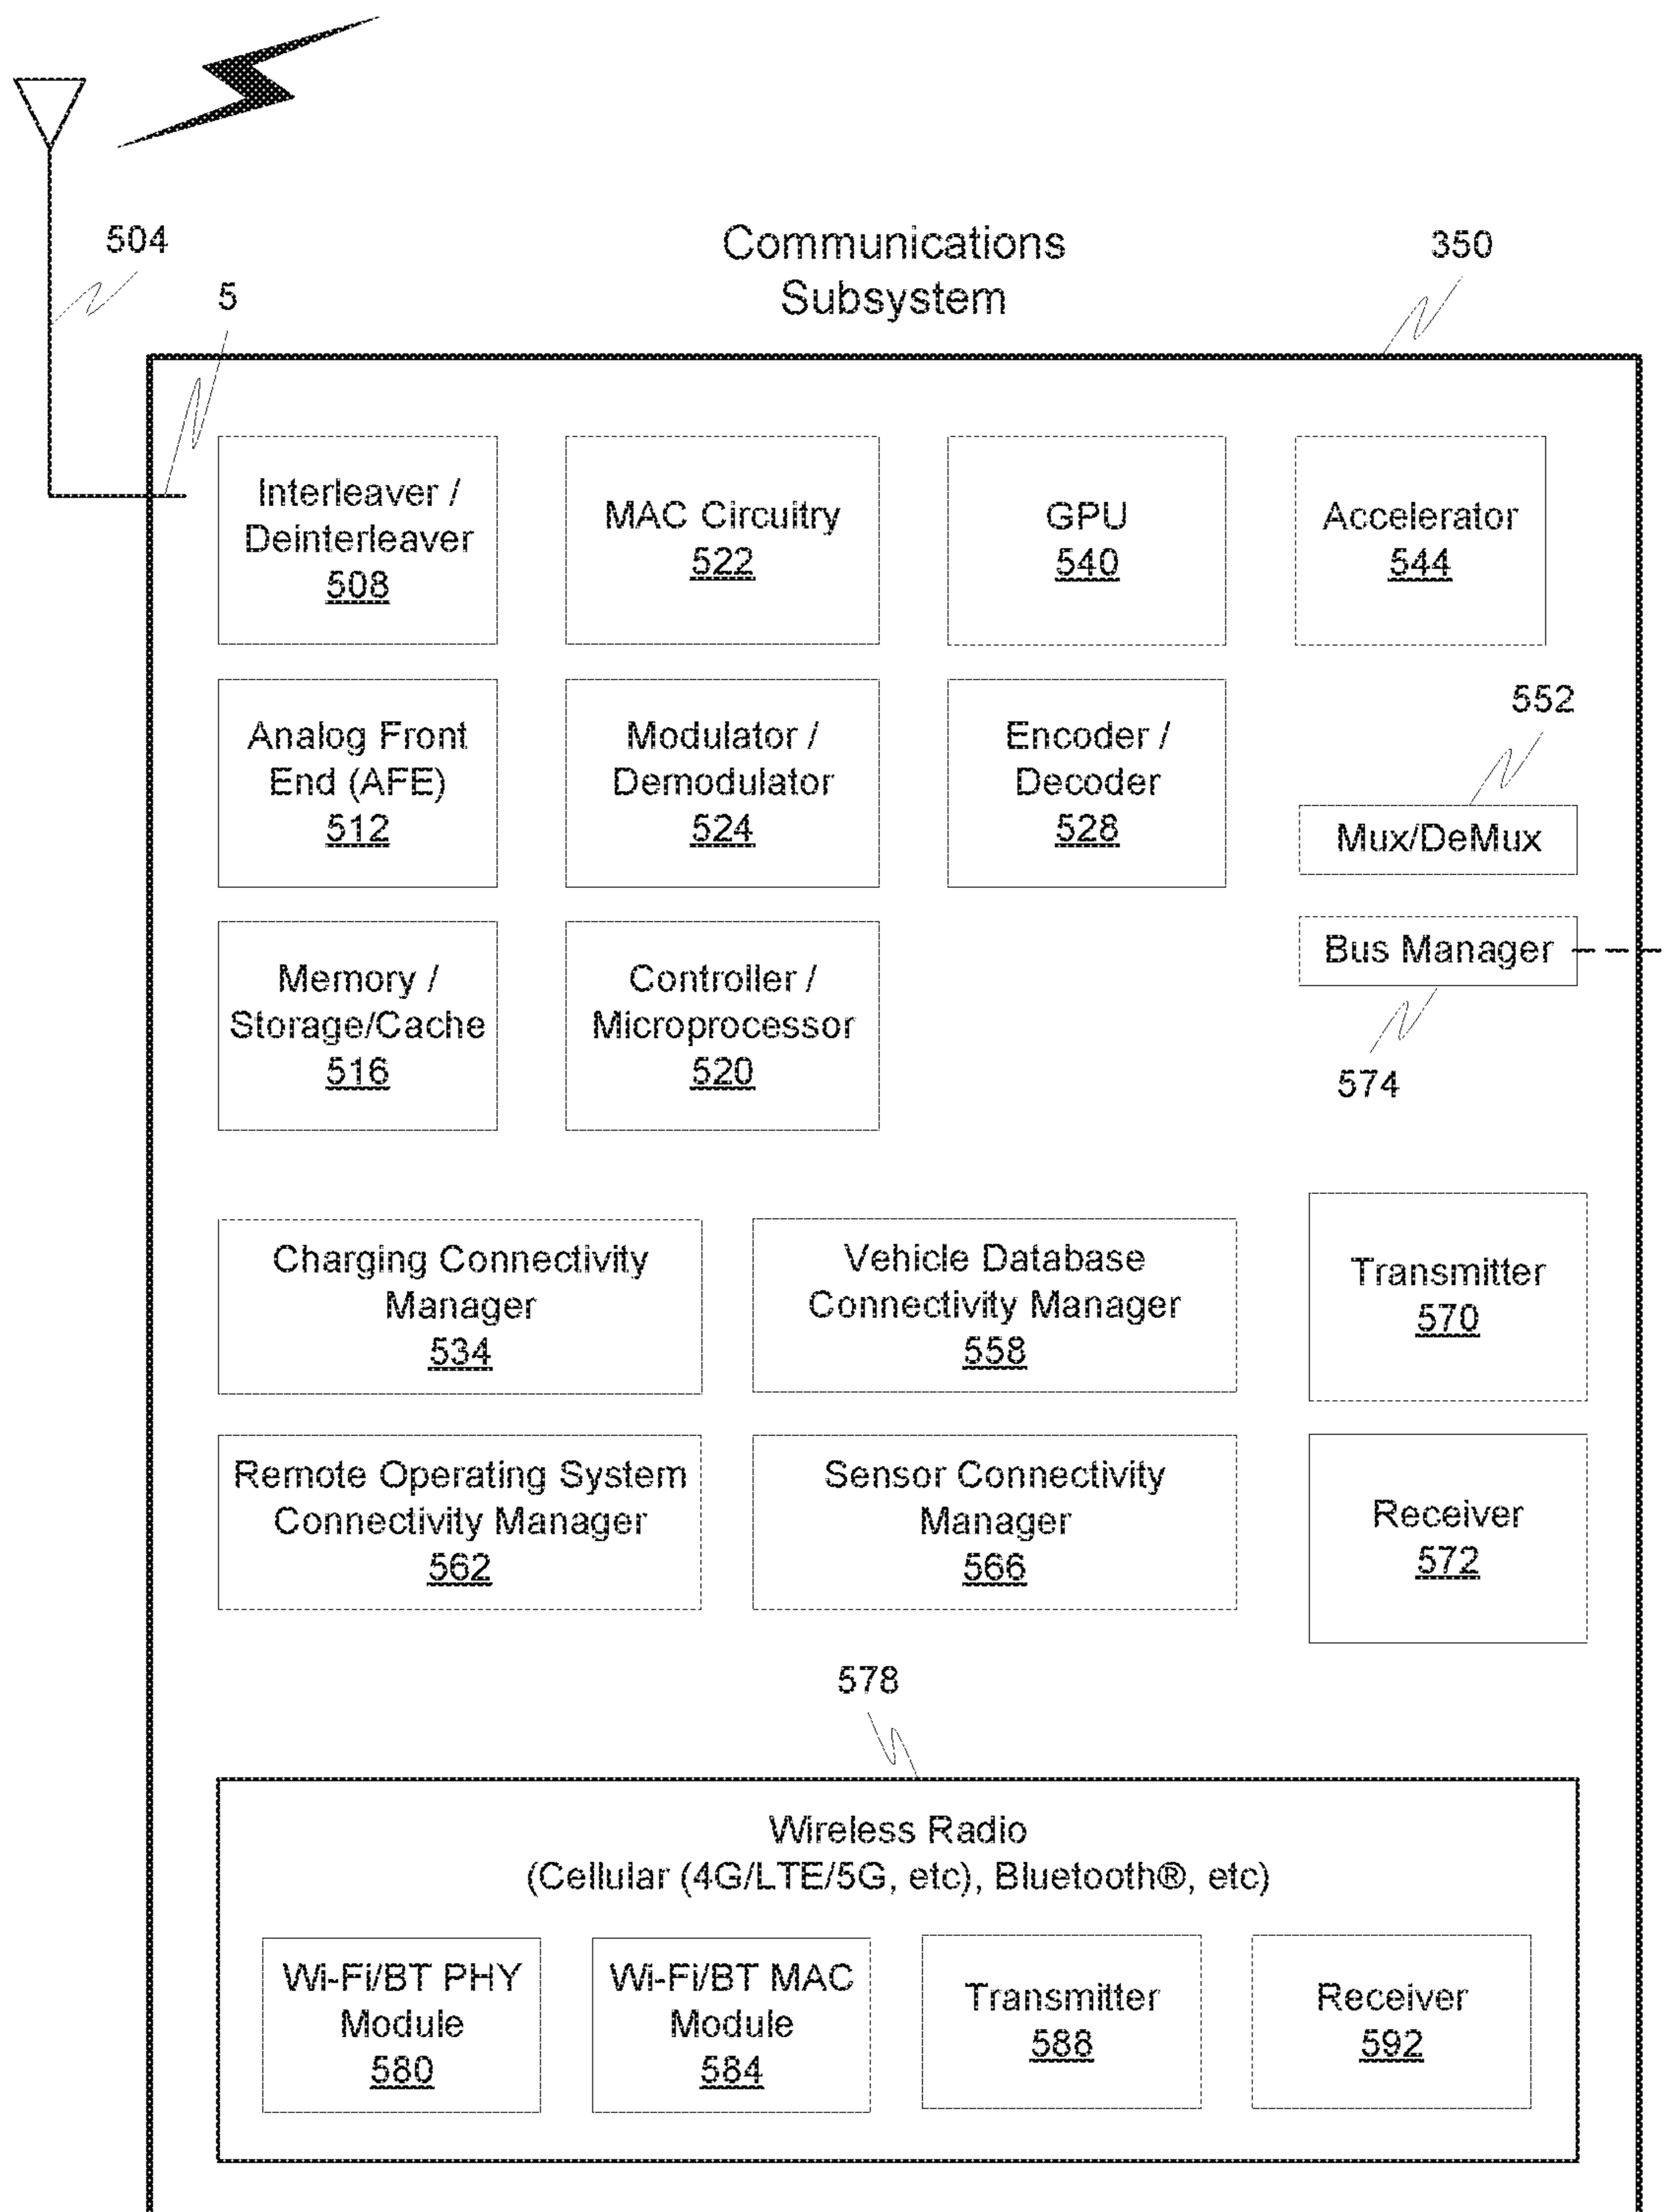 504
5
Communications
Subsystem
350
Interleaver /
Deinterleaver
508
MAC Circuitry
522
GPU
540
Accelerator
544
Analog Front
End (AFE)
512
Modulator /
Demodulator
524
Encoder /
Decoder
528
552
Mux/DeMux
Bus Manager
574
Memory /
Storage/Cache
516
Controller /
Microprocessor
520
Charging Connectivity
Manager
534
Vehicle Database
Connectivity Manager
558
Transmitter
570
Remote Operating System
Connectivity Manager
562
Sensor Connectivity
Manager
566
Receiver
572
578
Wireless Radio
(Cellular (4G/LTE/5G, etc), Bluetooth®, etc)
Wi-Fi/BT PHY
Module
580
Wi-Fi/BT MAC
Module
584
Transmitter
588
Receiver
592